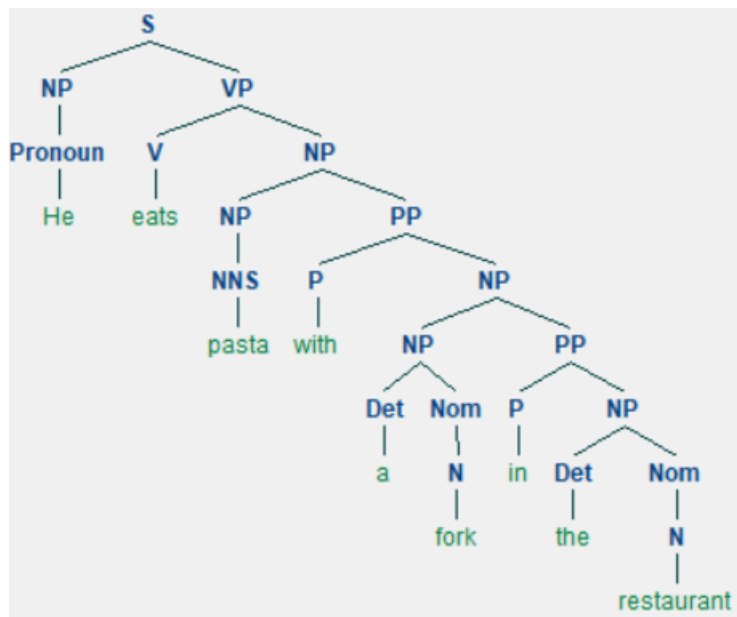 S
NP VP
Pronoun V NP
He eats NP PP
NNS P NP
pasta with NP PP
Det Nom P NP
a N in Det Nom
fork the N
restaurant